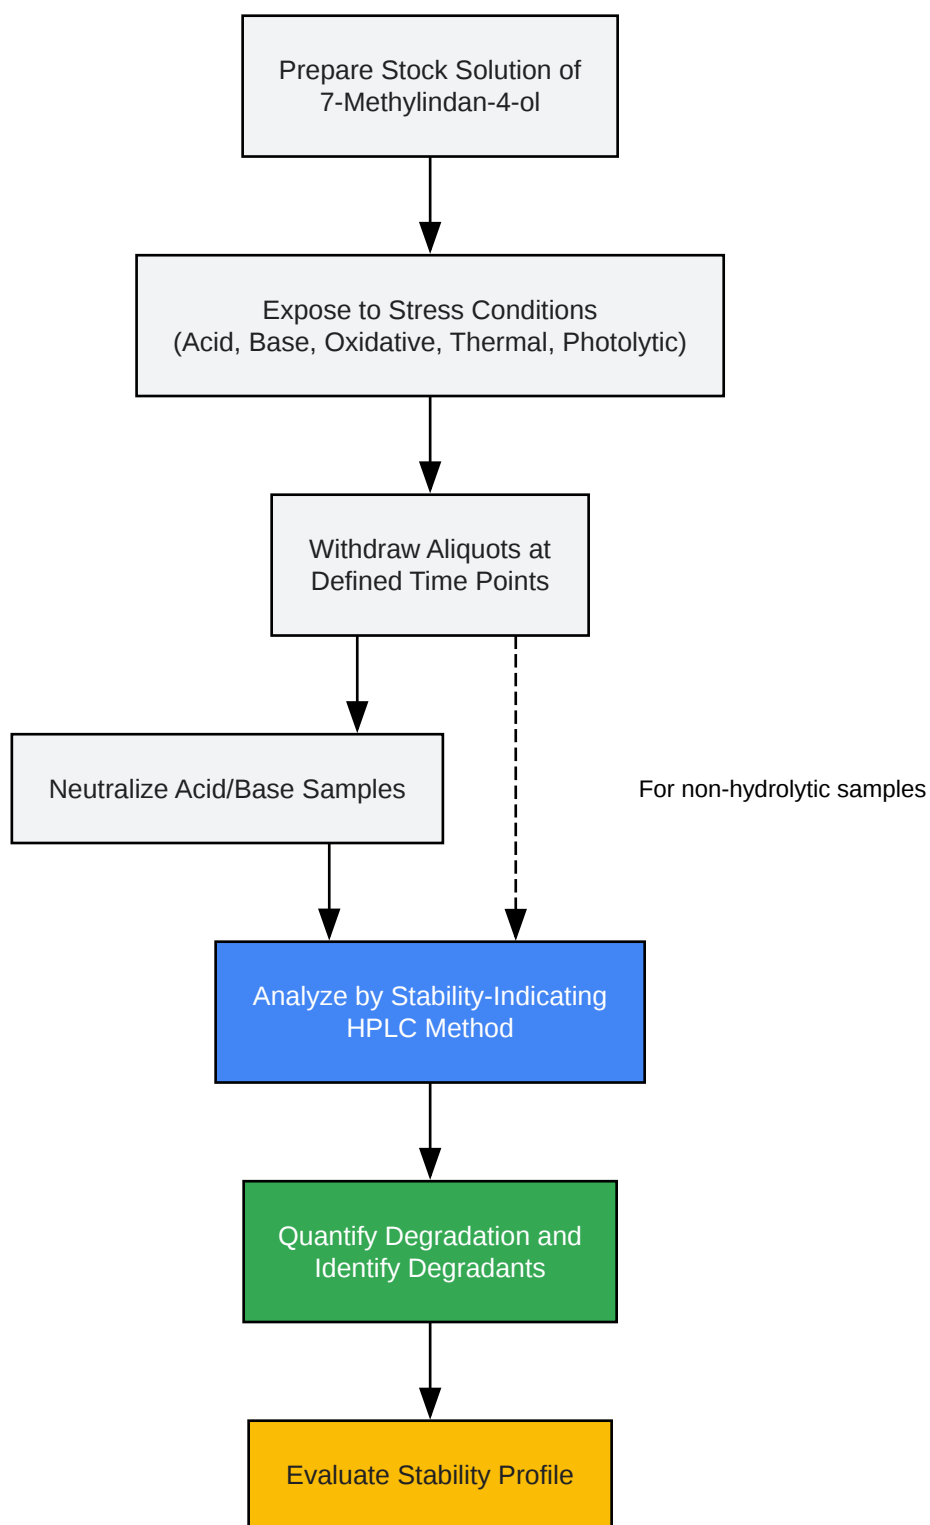 Prepare Stock Solution of
7-Methylindan-4-ol
Expose to Stress Conditions
(Acid, Base, Oxidative, Thermal, Photolytic)
Withdraw Aliquots at
Defined Time Points
Neutralize Acid/Base Samples
For non-hydrolytic samples
Analyze by Stability-Indicating
HPLC Method
Quantify Degradation and
Identify Degradants
Evaluate Stability Profile